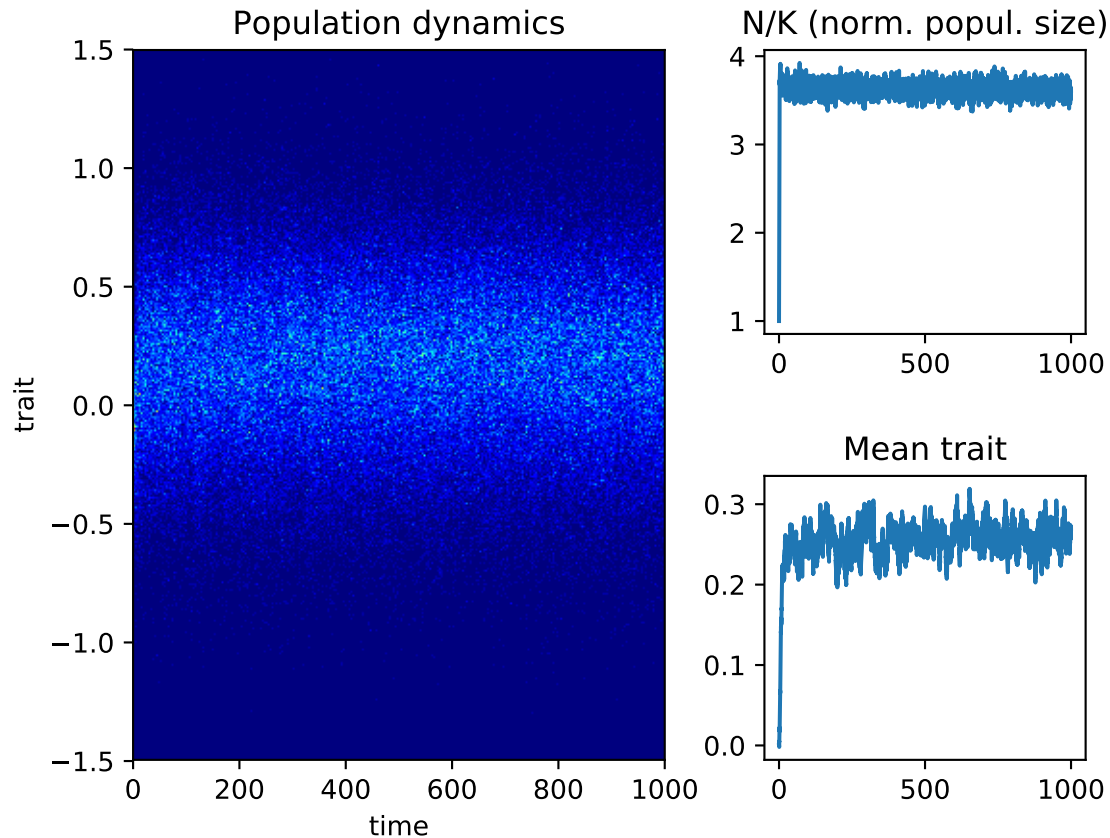 Population dynamics
1.5
1.0
0.5
0.0
−0.5
−1.0
−1.5
trait
0 200 400 600 800 1000
time
N/K (norm. popul. size)
4
3
2
1
0 500 1000
Mean trait
0.3
0.2
0.1
0.0
0 500 1000